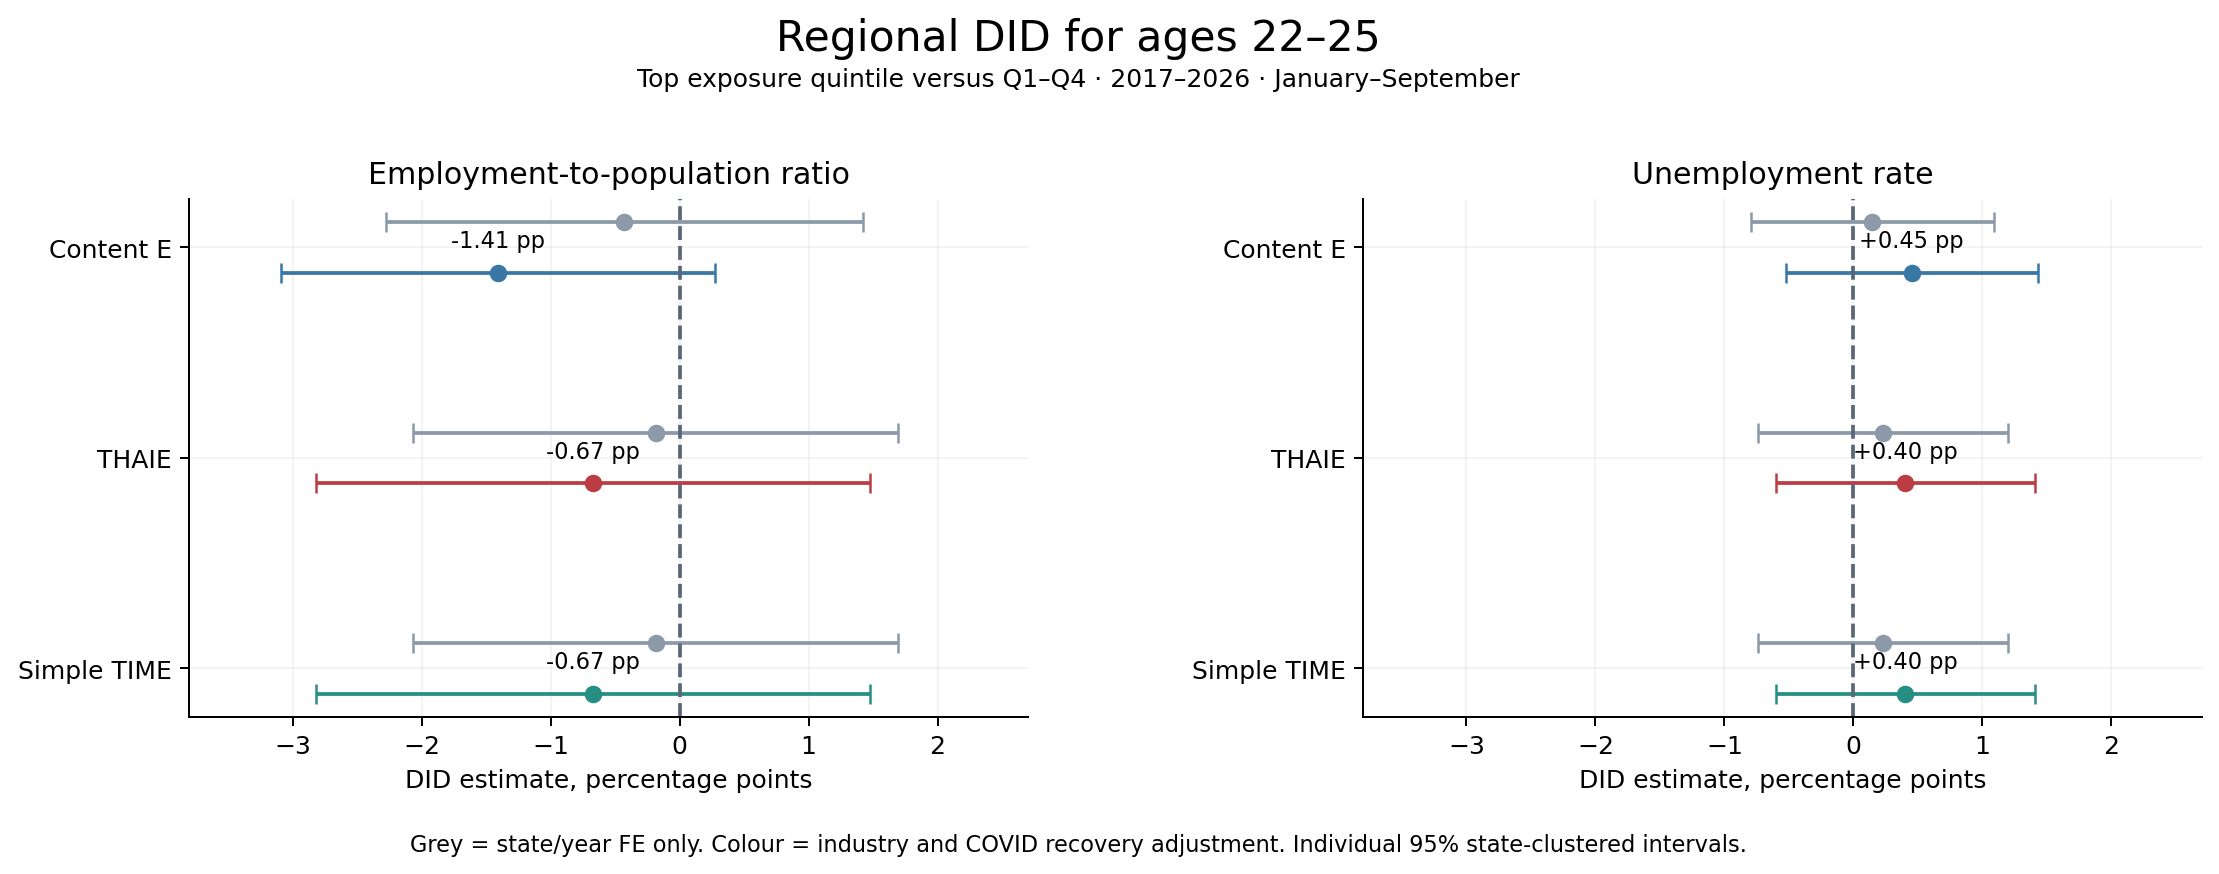 Regional DID for ages 22–25
Top exposure quintile versus Q1–Q4 · 2017–2026 · January–September
Employment-to-population ratio
Content E
-1.41 pp
THAIE
-0.67 pp
Simple TIME
-0.67 pp
−3 −2 −1 0 1 2
DID estimate, percentage points
Unemployment rate
Content E
+0.45 pp
THAIE
+0.40 pp
Simple TIME
+0.40 pp
−3 −2 −1 0 1 2
DID estimate, percentage points
Grey = state/year FE only. Colour = industry and COVID recovery adjustment. Individual 95% state-clustered intervals.